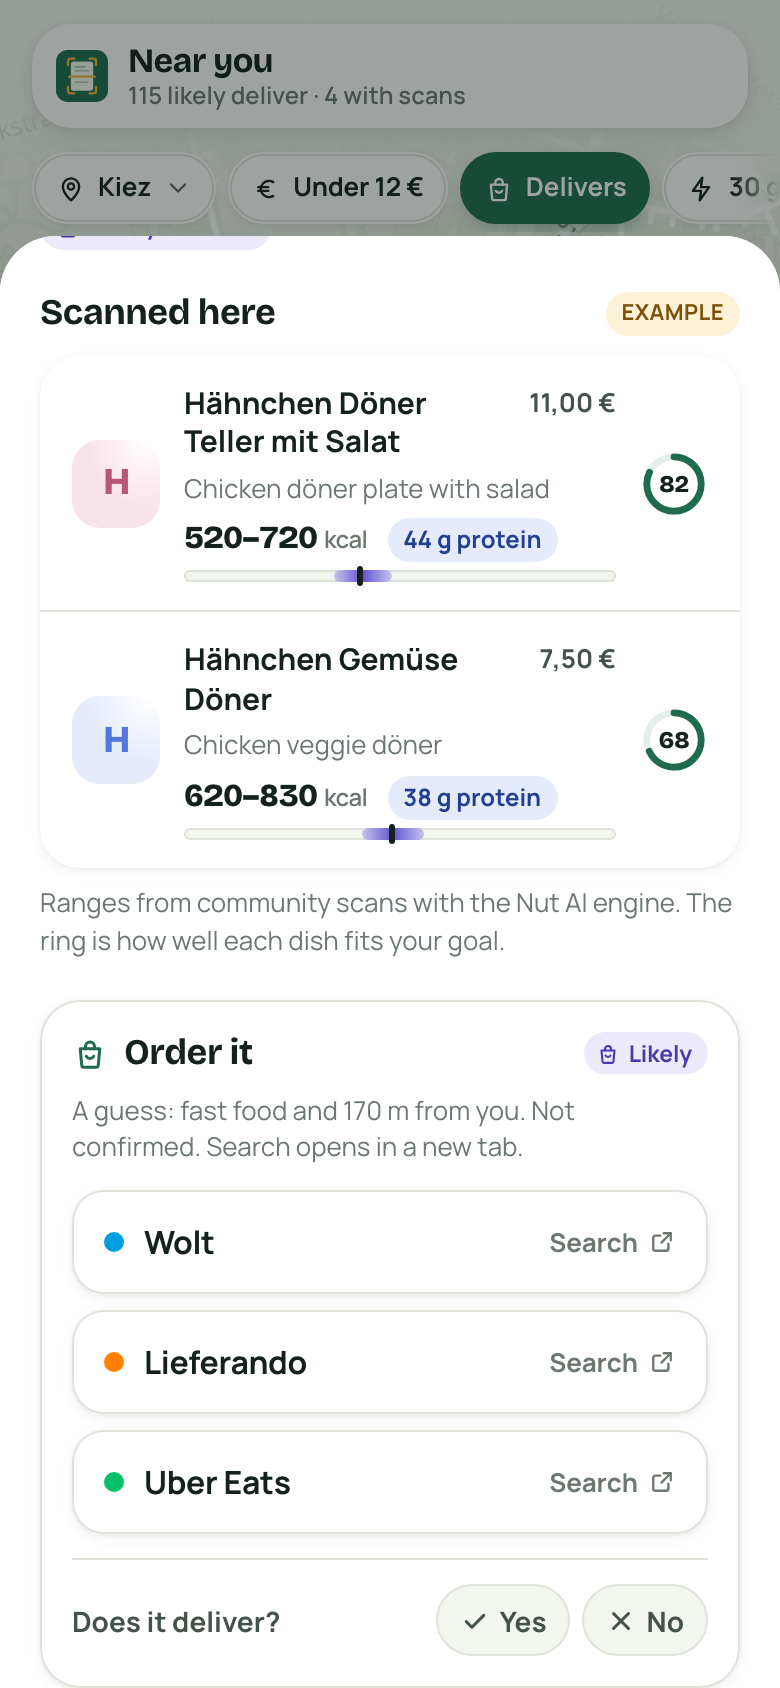 Near you
115 likely deliver · 4 with scans
Kiez
€ Under 12 €
Delivers
30 g
Scanned here
EXAMPLE
Hähnchen Döner
Teller mit Salat
11,00 €
Chicken döner plate with salad
H
520–720 kcal
44 g protein
82
Hähnchen Gemüse
Döner
7,50 €
Chicken veggie döner
H
620–830 kcal
38 g protein
68
Ranges from community scans with the Nut AI engine. The
ring is how well each dish fits your goal.
Order it
Likely
A guess: fast food and 170 m from you. Not
confirmed. Search opens in a new tab.
Wolt
Search
Lieferando
Search
Uber Eats
Search
Does it deliver?
Yes
No